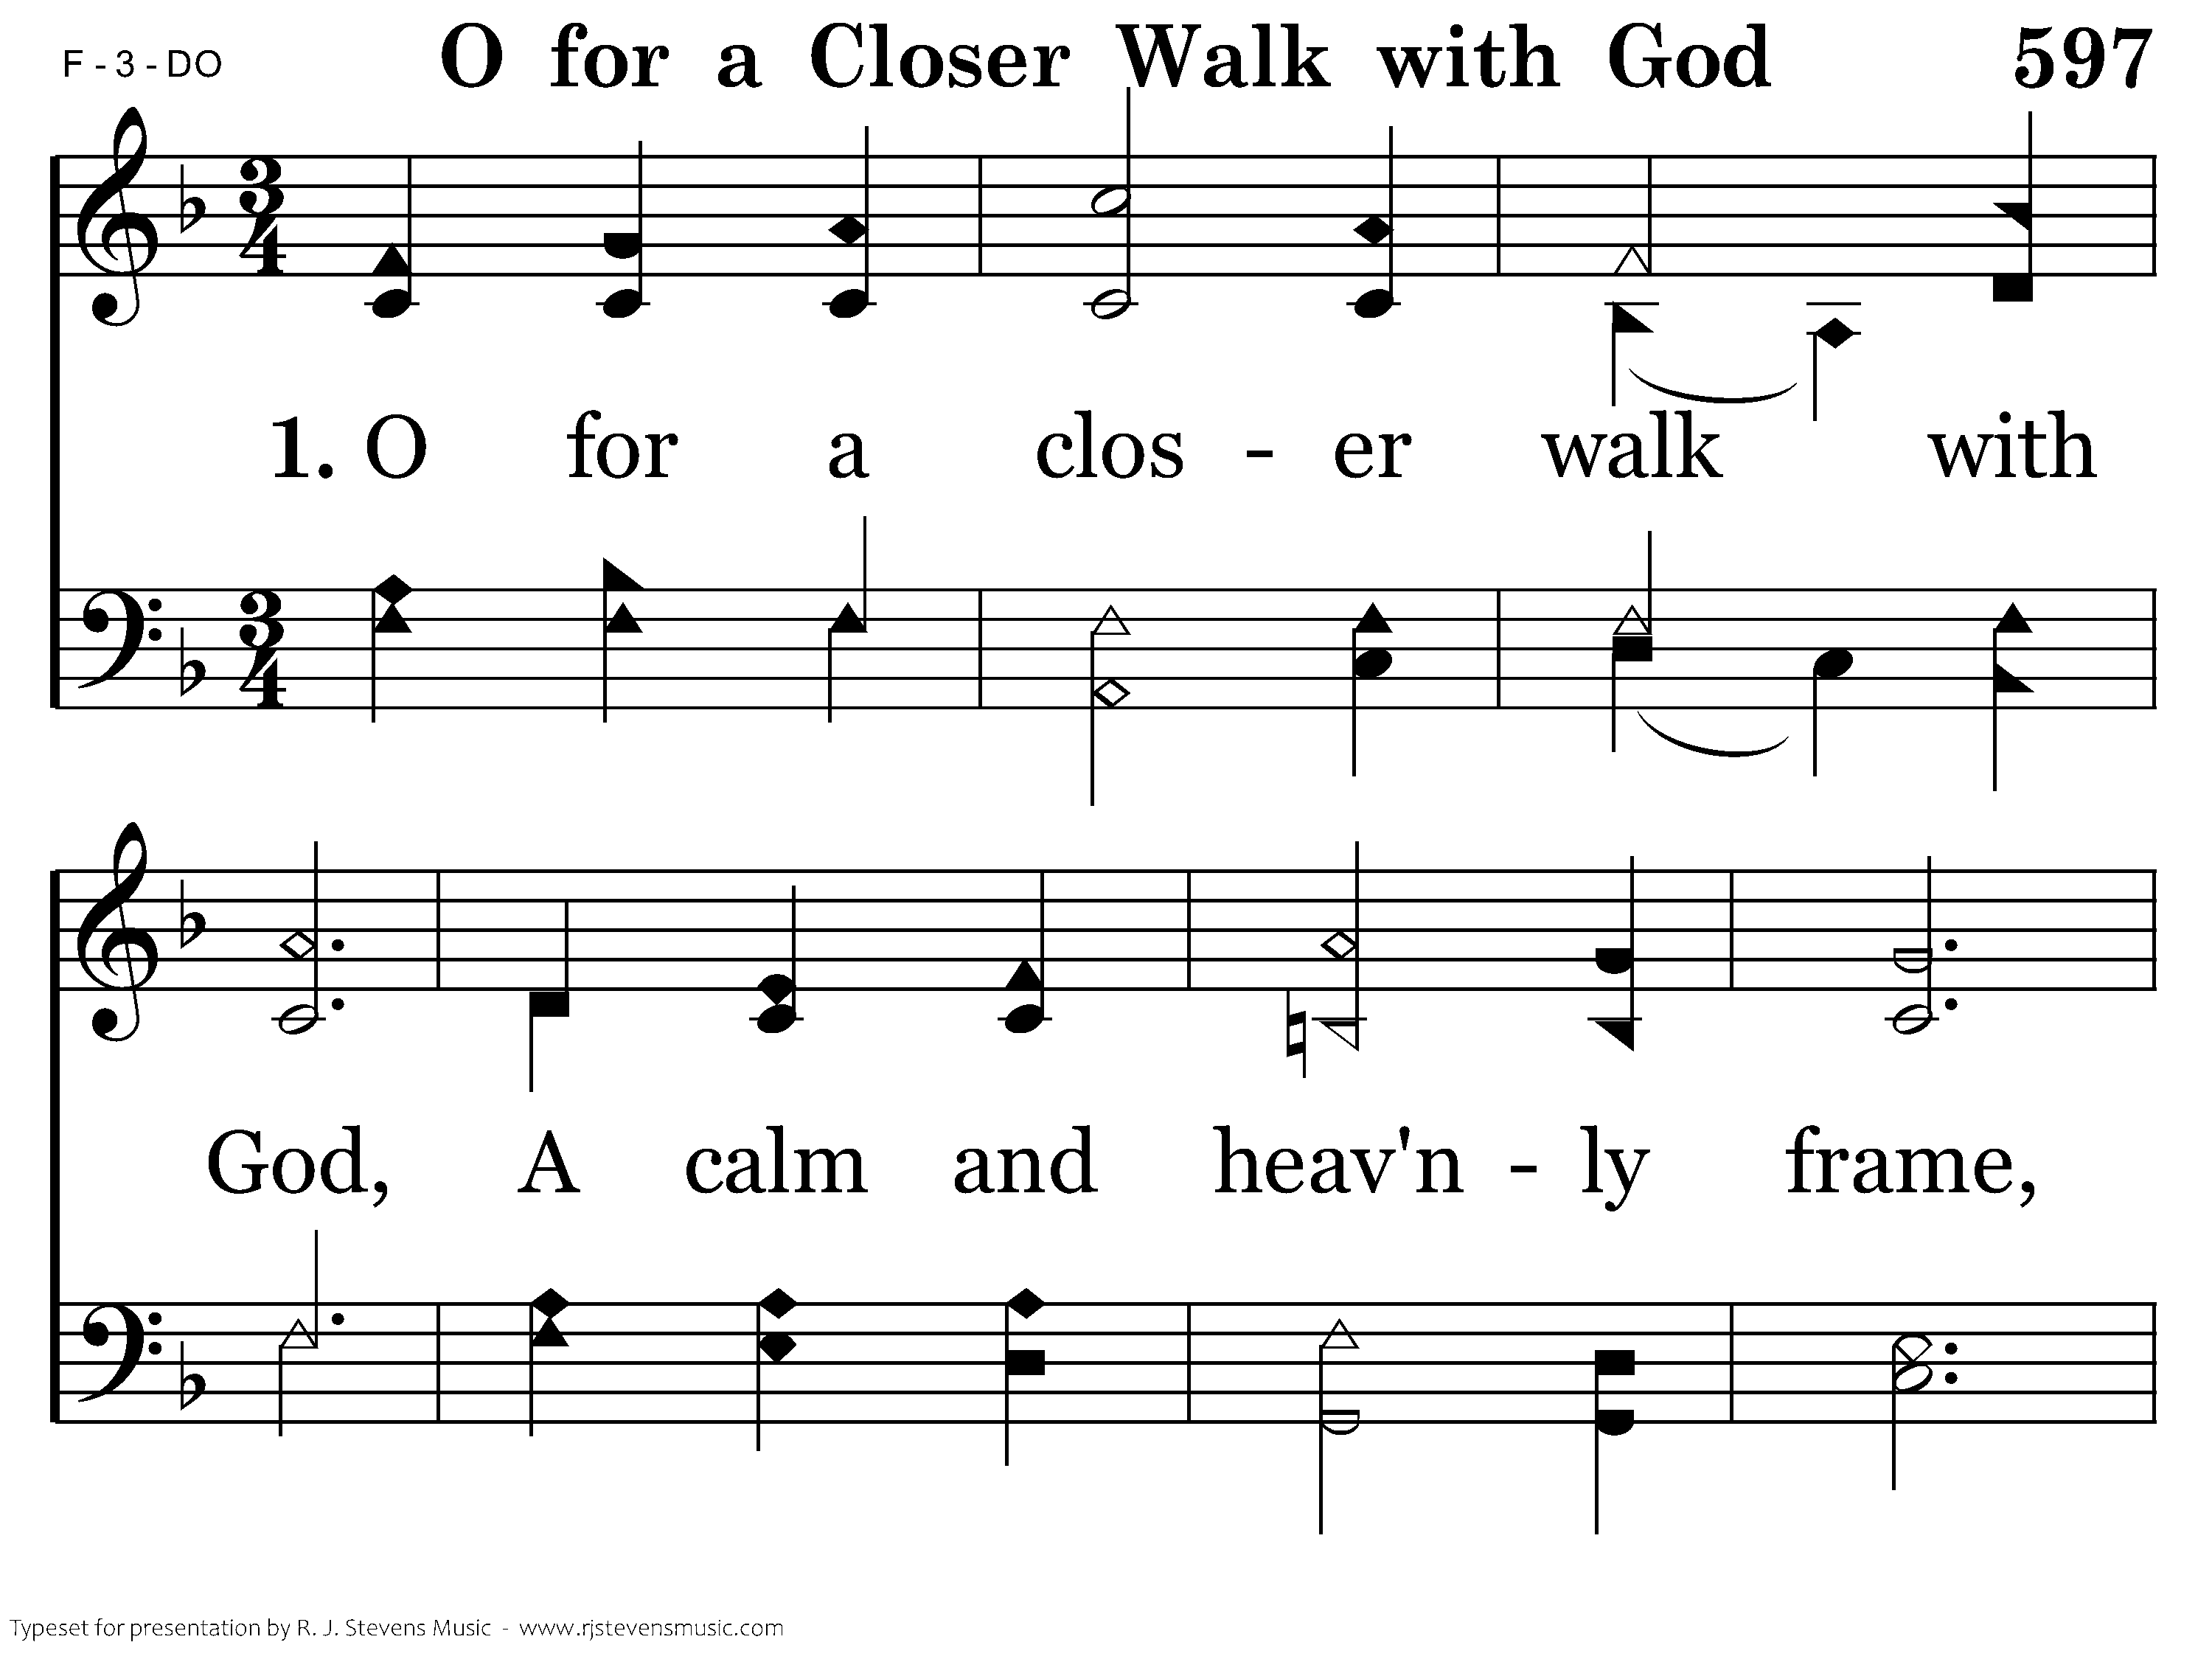 F - 3 - DO O for a Closer Walk with God 597
1. O for a clos - er walk with
God, A calm and heav'n - ly frame,
Typeset for presentation by R. J. Stevens Music - www.rjstevensmusic.com